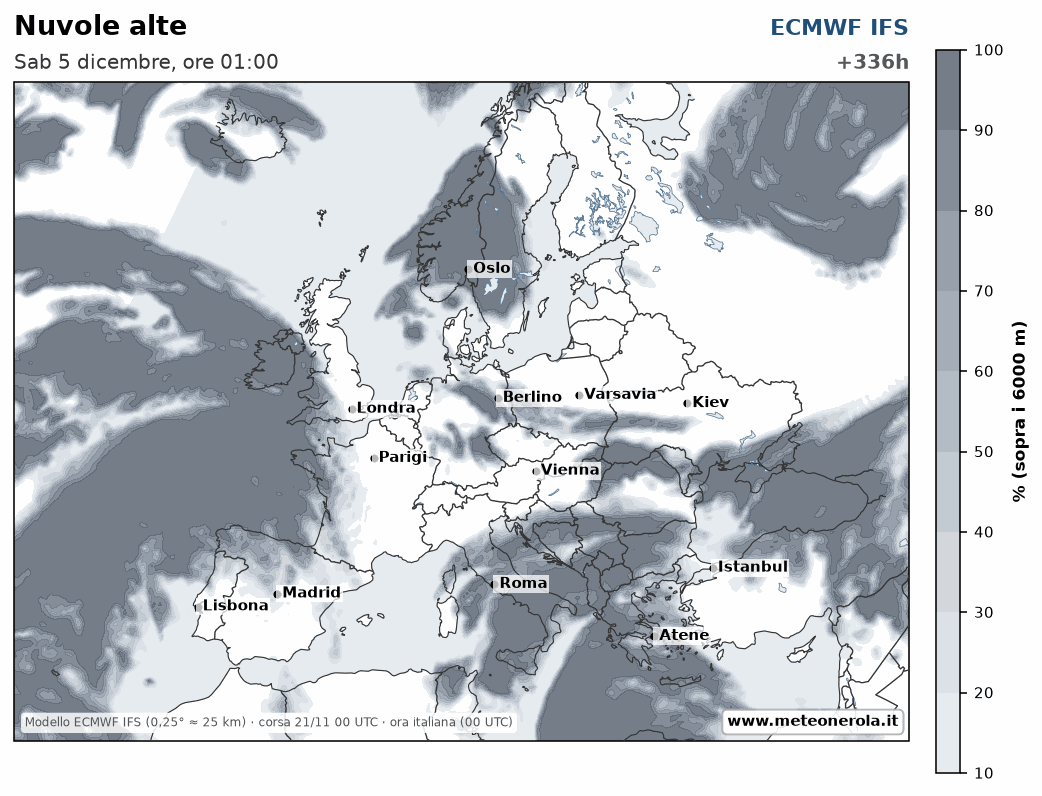 Nuvole alte
ECMWF IFS
Sab 5 dicembre, ore 01:00
+336h
100
90
80
70
60
50
40
30
20
10
% (sopra i 6000 m)
Oslo
Londra
Berlino
Varsavia
Kiev
Parigi
Vienna
Istanbul
Roma
Madrid
Lisbona
Atene
Modello ECMWF IFS (0,25° ≈ 25 km) · corsa 21/11 00 UTC · ora italiana (00 UTC)
www.meteonerola.it